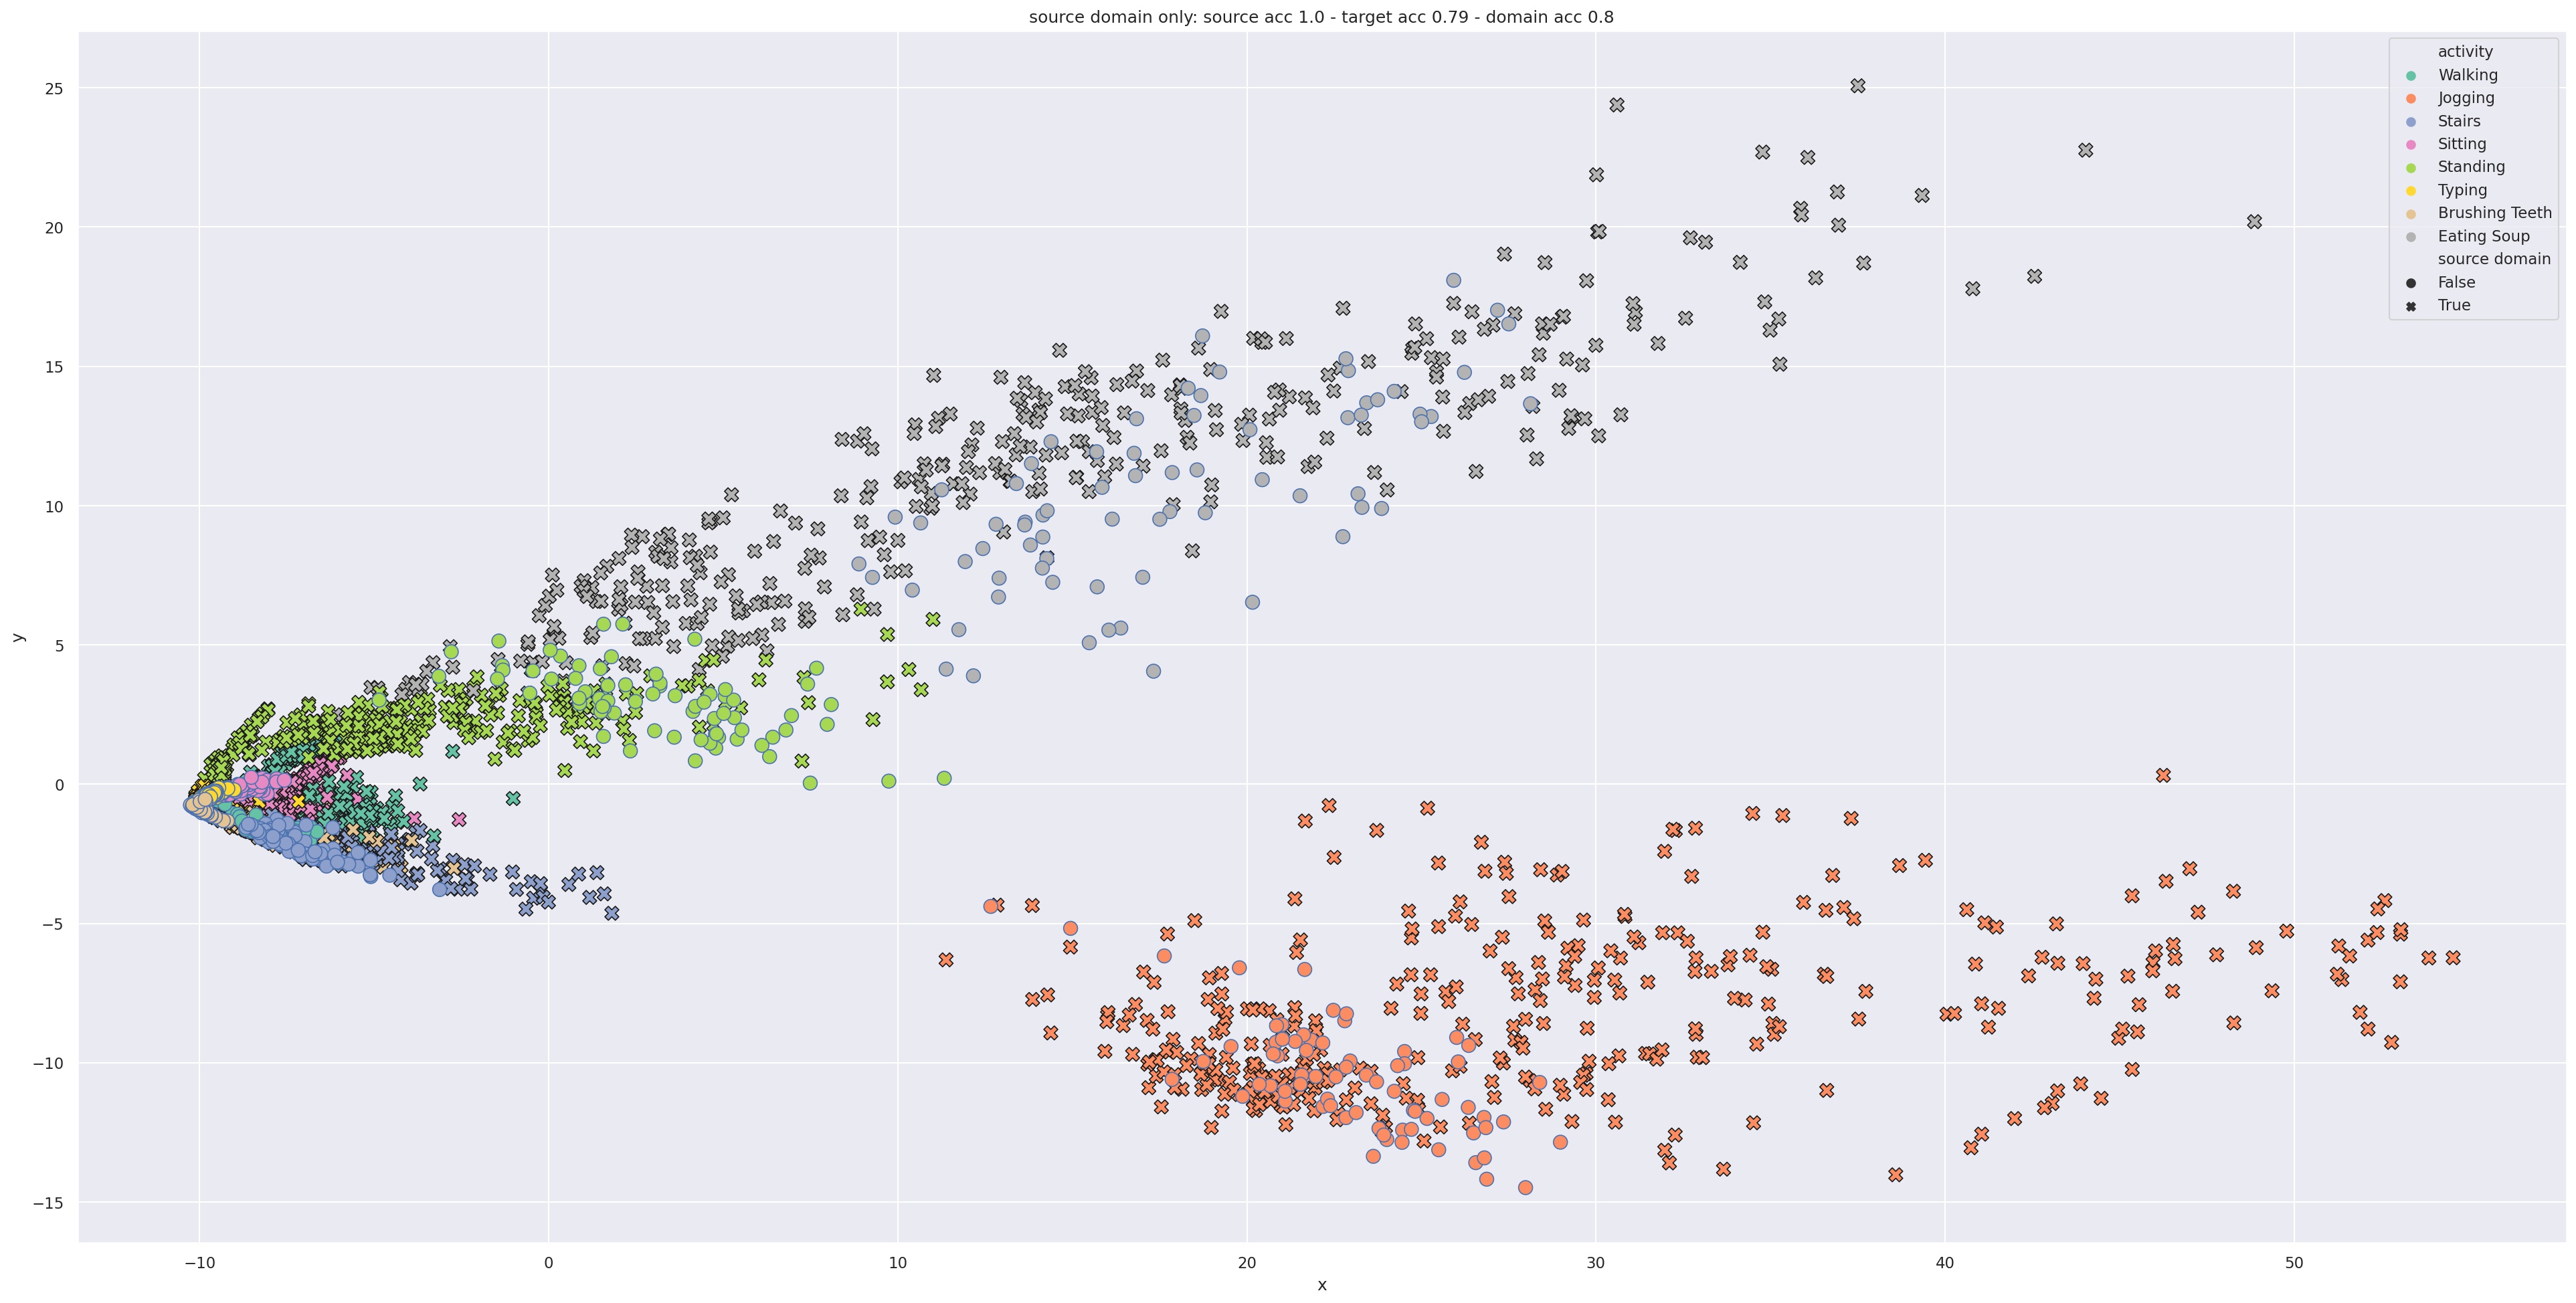 source domain only: source acc 1.0 - target acc 0.79 - domain acc 0.8
activity
Walking
Jogging
Stairs
Sitting
Standing
Typing
Brushing Teeth
Eating Soup
source domain
False
True
25
20
15
10
5
0
−5
−10
−15
y
−10
0
10
20
30
40
50
x